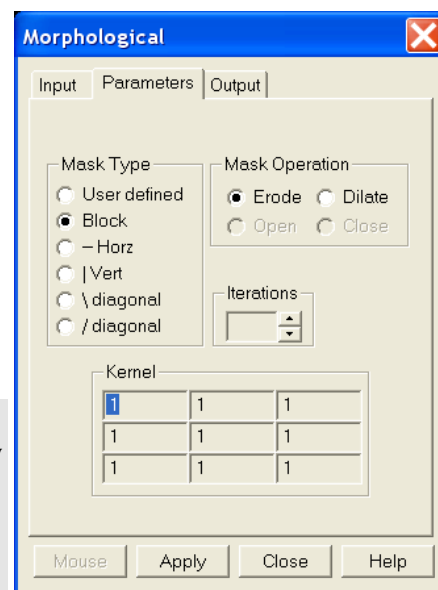 Morphological
Input Parameters Output
Mask Type
User defined
Block
– Horz
| Vert
\ diagonal
/ diagonal
Mask Operation
Erode Dilate
Open Close
Iterations
Kernel
1 1 1
1 1 1
1 1 1
Mouse Apply Close Help